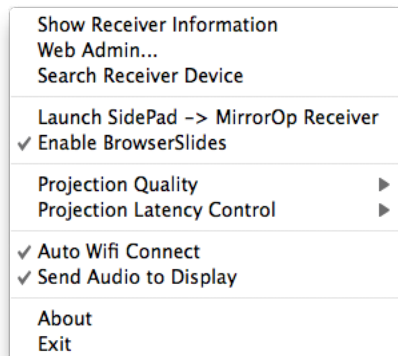 Show Receiver Information
Web Admin...
Search Receiver Device
Launch SidePad -> MirrorOp Receiver
✓ Enable BrowserSlides
Projection Quality ▶
Projection Latency Control ▶
✓ Auto Wifi Connect
✓ Send Audio to Display
About
Exit